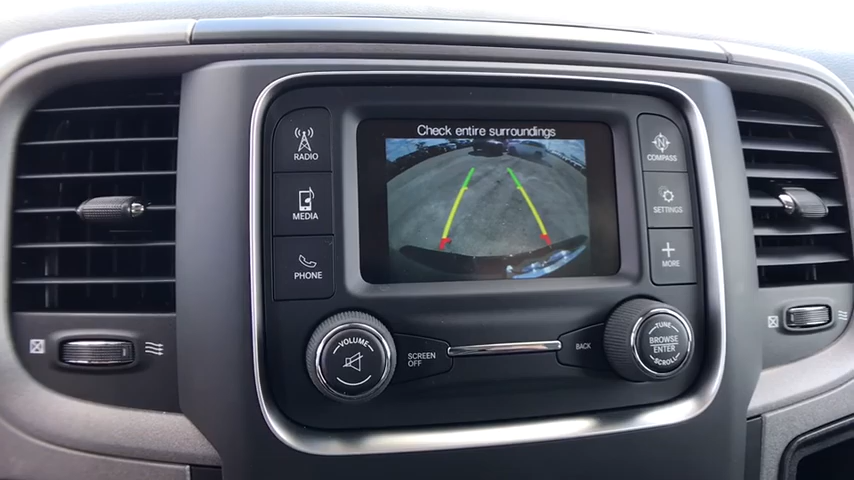 Check entire surroundings
RADIO
MEDIA
PHONE
N
COMPASS
SETTINGS
MORE
VOLUME
SCREEN
OFF
BACK
TUNE
BROWSE
ENTER
SCROLL